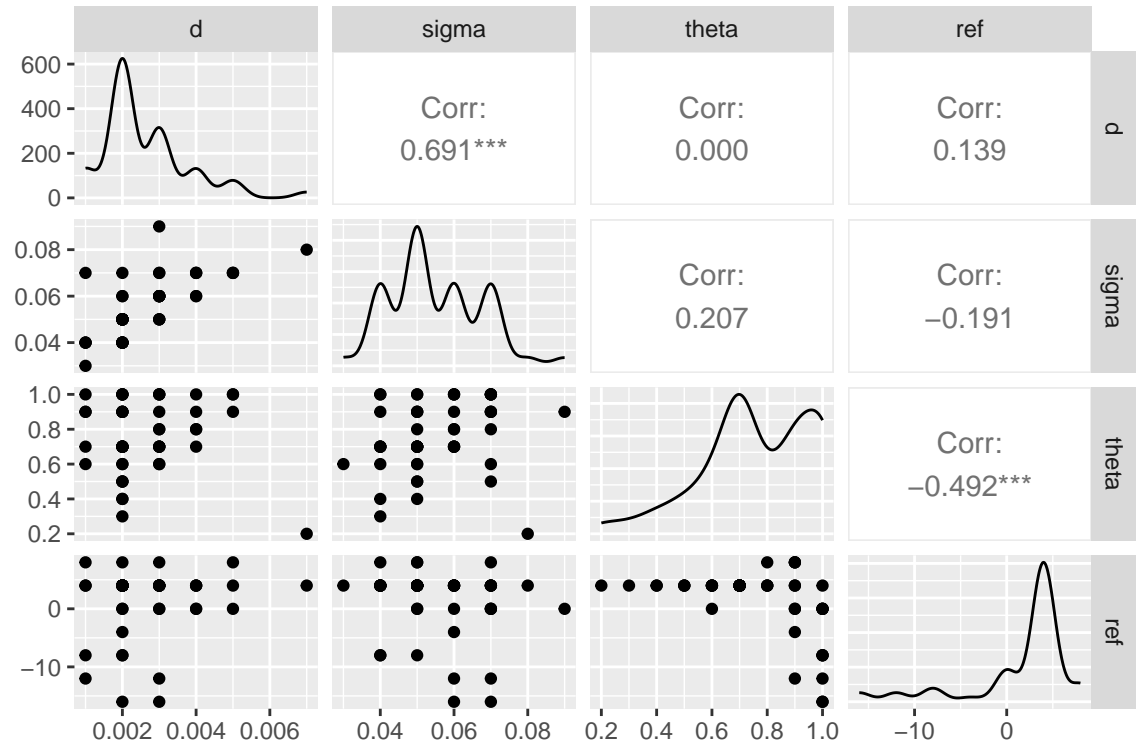 d sigma theta ref
600
400
200
0
Corr:
0.691***
Corr:
0.000
Corr:
0.139
d
0.08
0.06
0.04
Corr:
0.207
Corr:
−0.191
sigma
1.0
0.8
0.6
0.4
0.2
Corr:
−0.492***
theta
0
−10
ref
0.002 0.004 0.006 0.04 0.06 0.08 0.2 0.4 0.6 0.8 1.0 −10 0